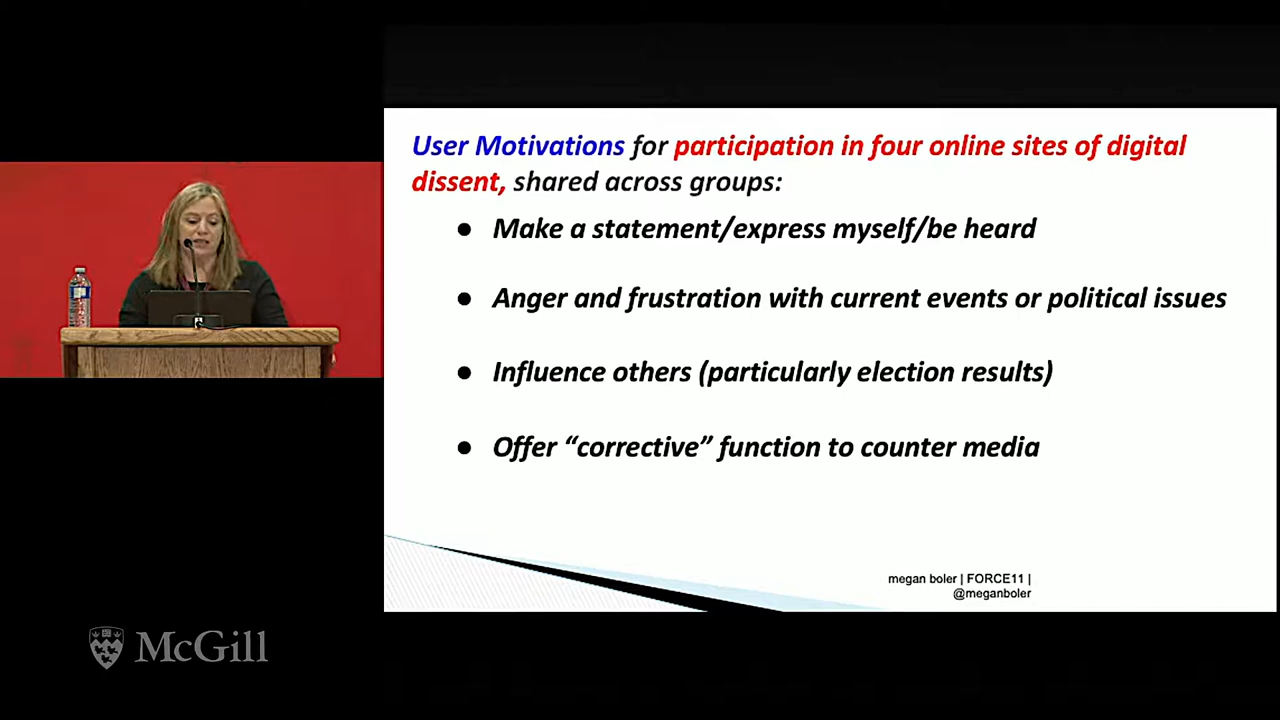 User Motivations for participation in four online sites of digital
dissent, shared across groups:
● Make a statement/express myself/be heard
● Anger and frustration with current events or political issues
● Influence others (particularly election results)
● Offer “corrective” function to counter media
megan boler | FORCE11 |
@meganboler
McGill